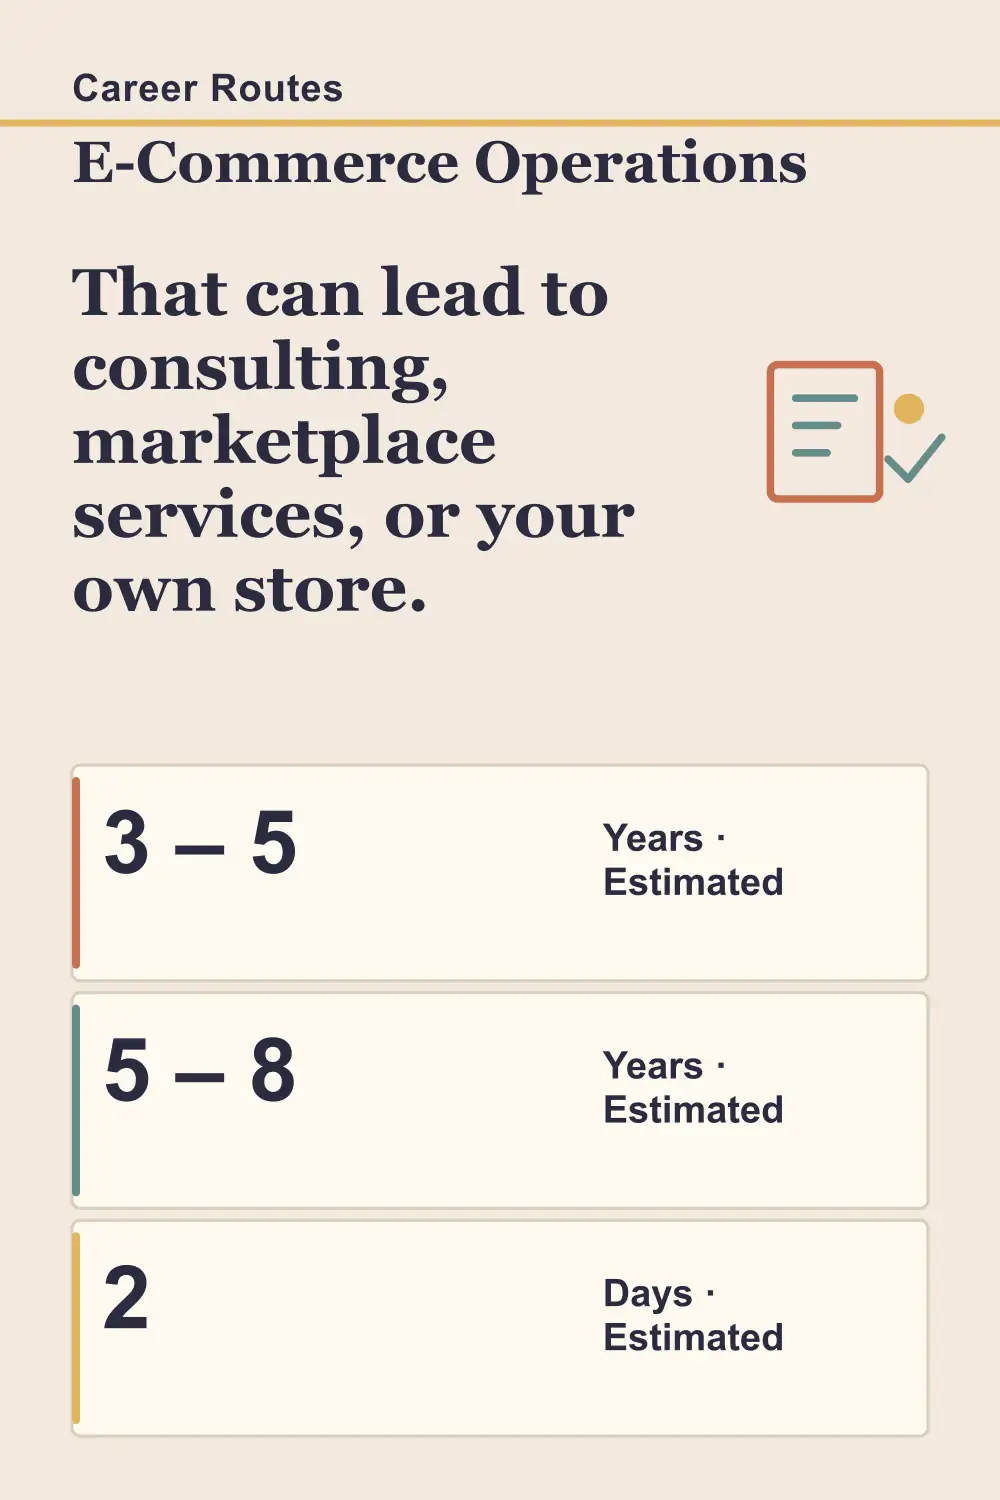 Career Routes
E-Commerce Operations
That can lead to
consulting,
marketplace
services, or your
own store.
3 – 5
Years ·
Estimated
5 – 8
Years ·
Estimated
2
Days ·
Estimated